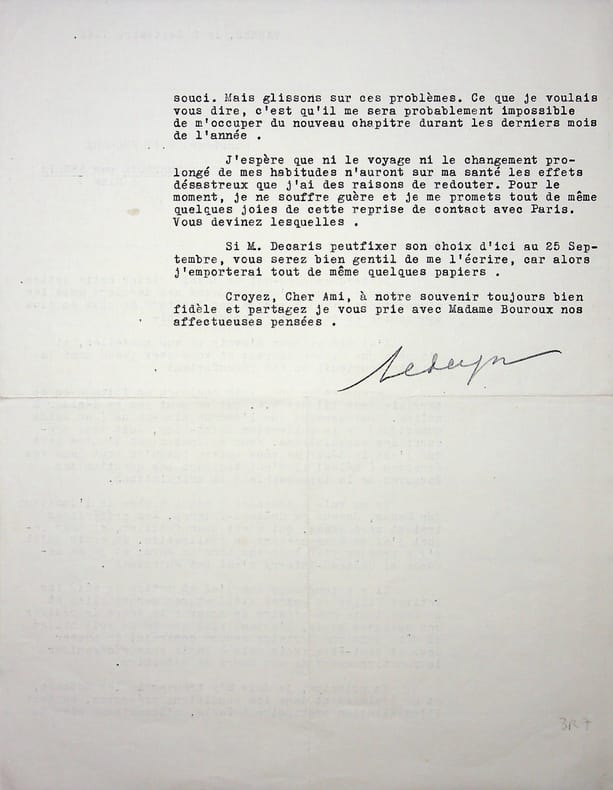 souci. Mais glissons sur ces problèmes. Ce que je voulais
vous dire, c'est qu'il me sera probablement impossible
de m'occuper du nouveau chapitre durant les derniers mois
de l'année .
J'espère que ni le voyage ni le changement pro-
longé de mes habitudes n'auront sur ma santé les effets
désastreux que j'ai des raisons de redouter. Pour le
moment, je ne souffre guère et je me promets tout de même
quelques joies de cette reprise de contact avec Paris.
Vous devinez lesquelles .
Si M. Decaris peutfixer son choix d'ici au 25 Sep-
tembre, vous serez bien gentil de me l'écrire, car alors
j'emporterai tout de même quelques papiers .
Croyez, Cher Ami, à notre souvenir toujours bien
fidèle et partagez je vous prie avec Madame Bouroux nos
affectueuses pensées .